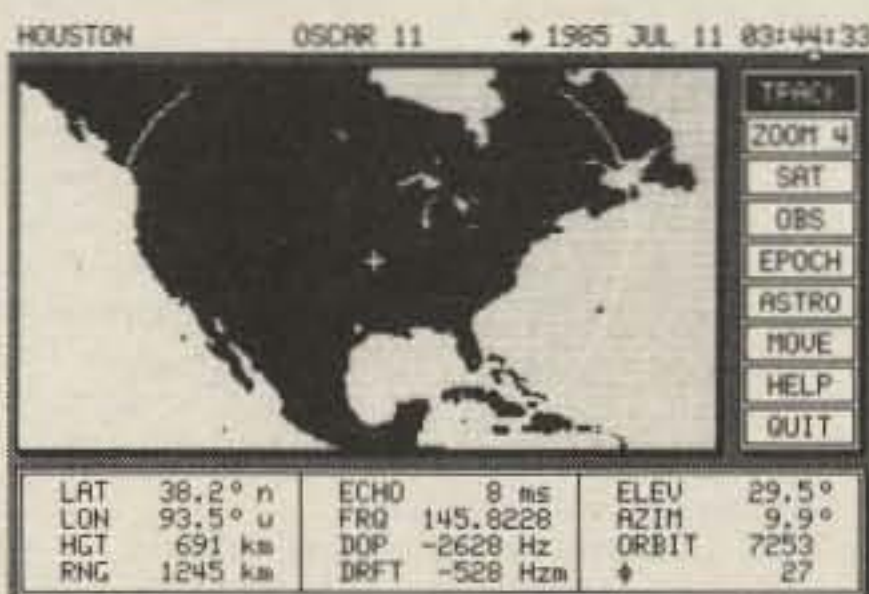 HOUSTON OSCAR 11 → 1985 JUL 11 03:44:33
TRACK
ZOOM 4
SAT
OBS
EPOCH
ASTRO
MOVE
HELP
QUIT
LAT 38.2° n ECHO 8 ms ELEV 29.5°
LON 93.5° w FRQ 145.8228 AZIM 9.9°
HGT 691 km DOP -2628 Hz ORBIT 7253
RNG 1245 km DRFT -528 Hzm ♦ 27